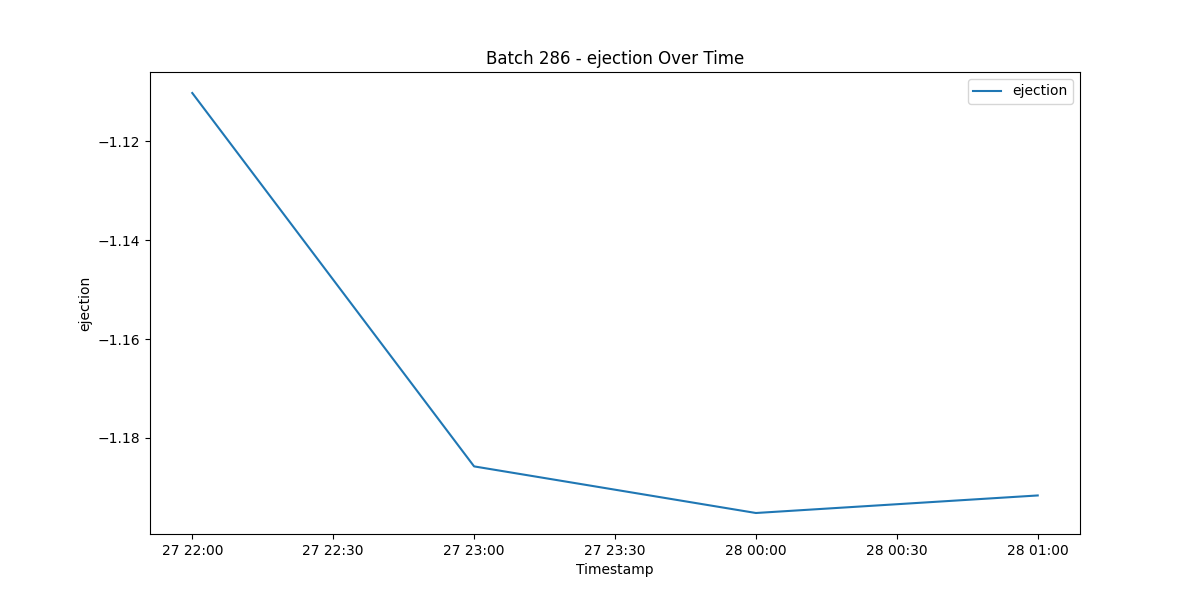 Batch 286 - ejection Over Time
ejection
ejection
−1.12
−1.14
−1.16
−1.18
27 22:00 27 22:30 27 23:00 27 23:30 28 00:00 28 00:30 28 01:00
Timestamp